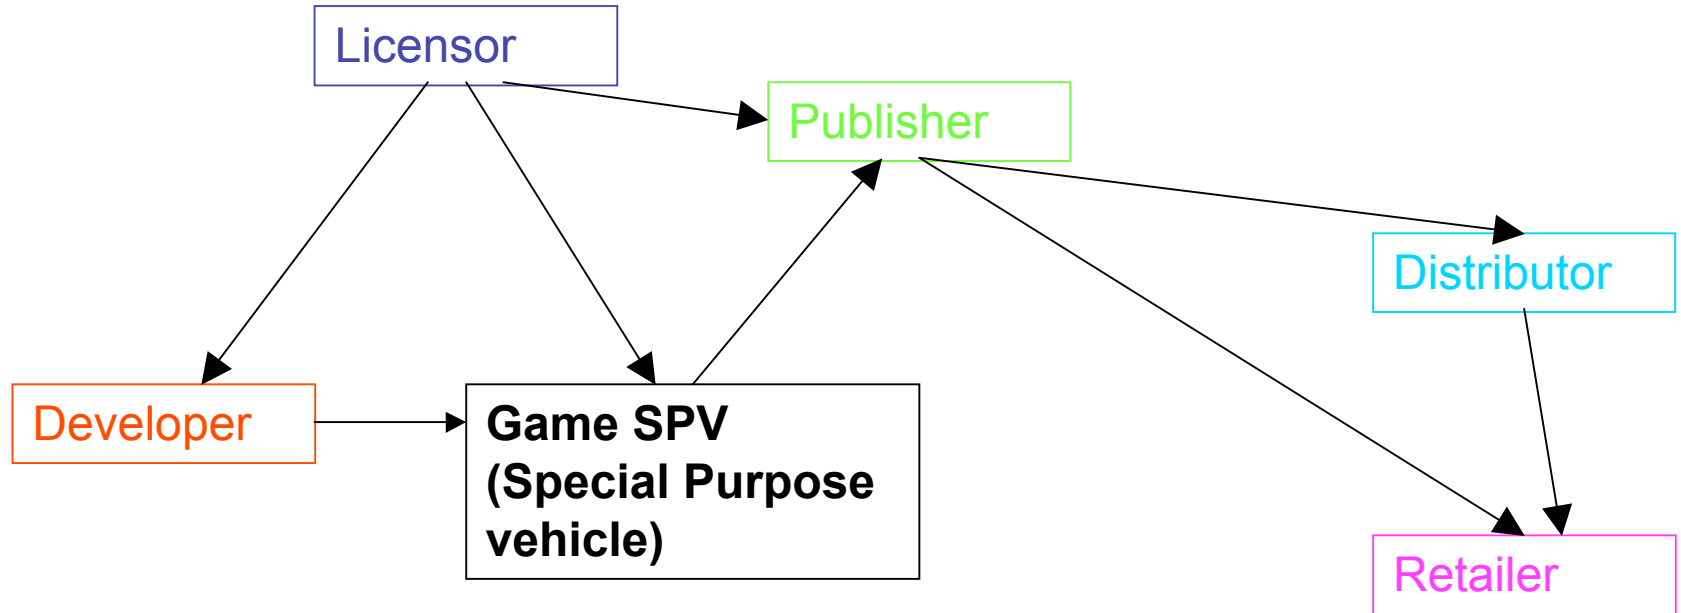 Licensor
Publisher
Distributor
Developer
Game SPV
(Special Purpose
vehicle)
Retailer